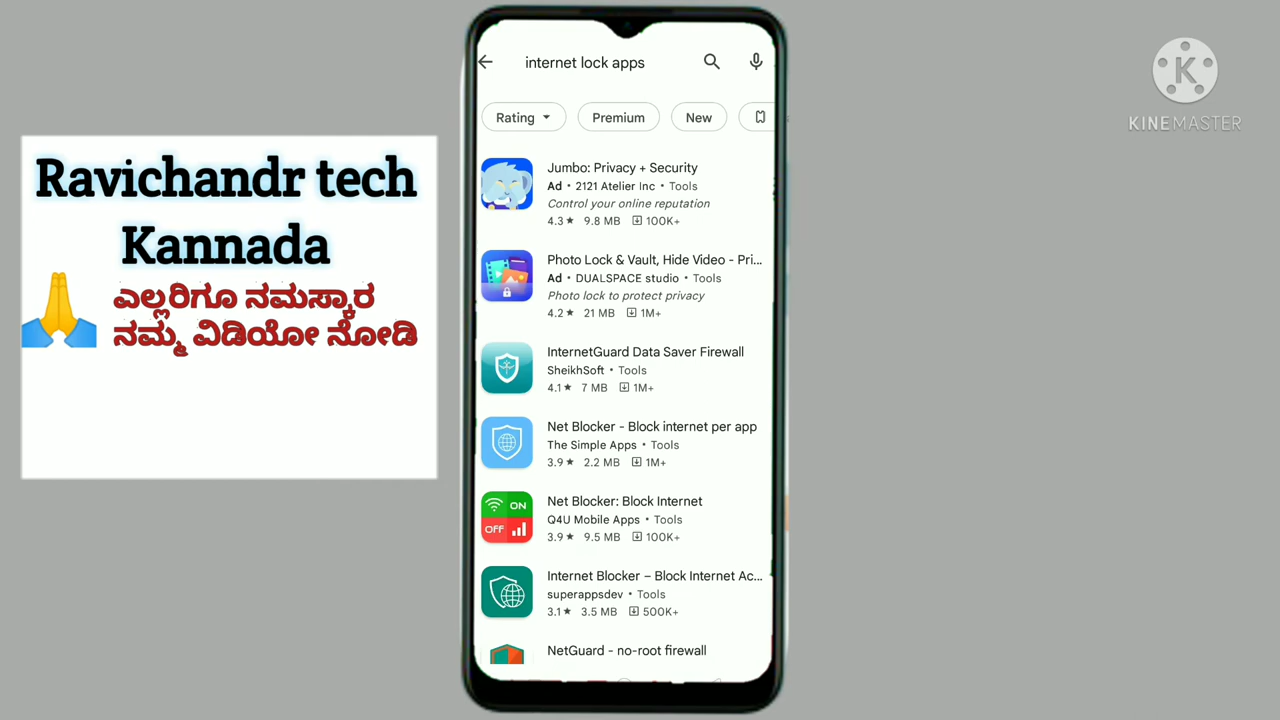 Ravichandr tech
Kannada
🙏 ಎಲ್ಲರಿಗೂ ನಮಸ್ಕಾರ
ನಮ್ಮ ವಿಡಿಯೋ ನೋಡಿ
internet lock apps
Rating
Premium
New
Jumbo: Privacy + Security
Ad • 2121 Atelier Inc • Tools
Control your online reputation
4.3★ 9.8 MB 100K+
Photo Lock & Vault, Hide Video - Pri...
Ad • DUALSPACE studio • Tools
Photo lock to protect privacy
4.2★ 21 MB 1M+
InternetGuard Data Saver Firewall
SheikhSoft • Tools
4.1★ 7 MB 1M+
Net Blocker - Block internet per app
The Simple Apps • Tools
3.9★ 2.2 MB 1M+
ON
OFF
Net Blocker: Block Internet
Q4U Mobile Apps • Tools
3.9★ 9.5 MB 100K+
Internet Blocker – Block Internet Ac...
superappsdev • Tools
3.1★ 3.5 MB 500K+
NetGuard - no-root firewall
K
KINEMASTER